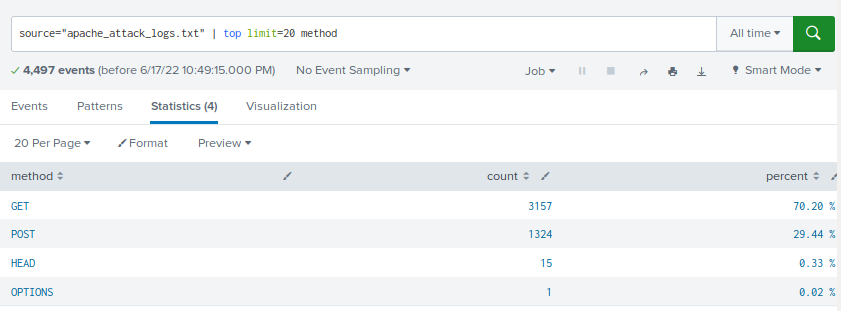 source="apache_attack_logs.txt" | top limit=20 method All time
4,497 events (before 6/17/22 10:49:15.000 PM) No Event Sampling Job Smart Mode
Events Patterns Statistics (4) Visualization
20 Per Page Format Preview
method count percent
GET 3157 70.20 %
POST 1324 29.44 %
HEAD 15 0.33 %
OPTIONS 1 0.02 %